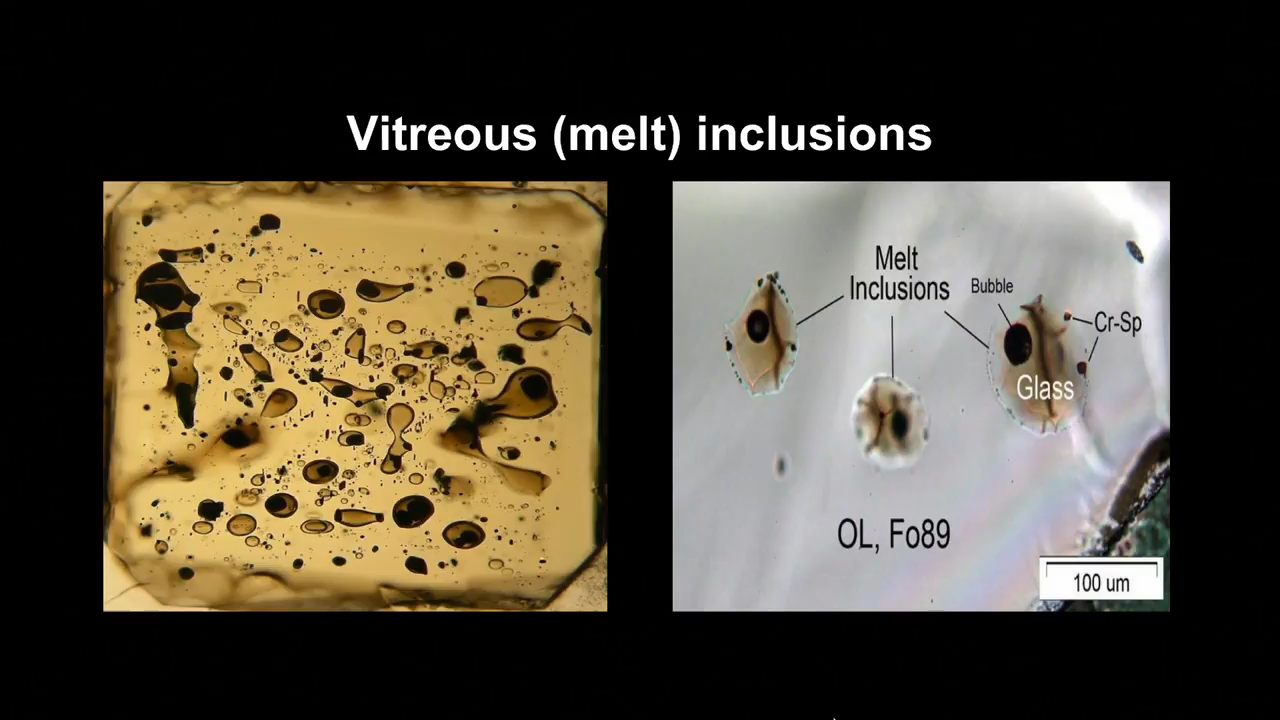 Vitreous (melt) inclusions
Melt
Inclusions
Bubble
Cr-Sp
Glass
OL, Fo89
100 um